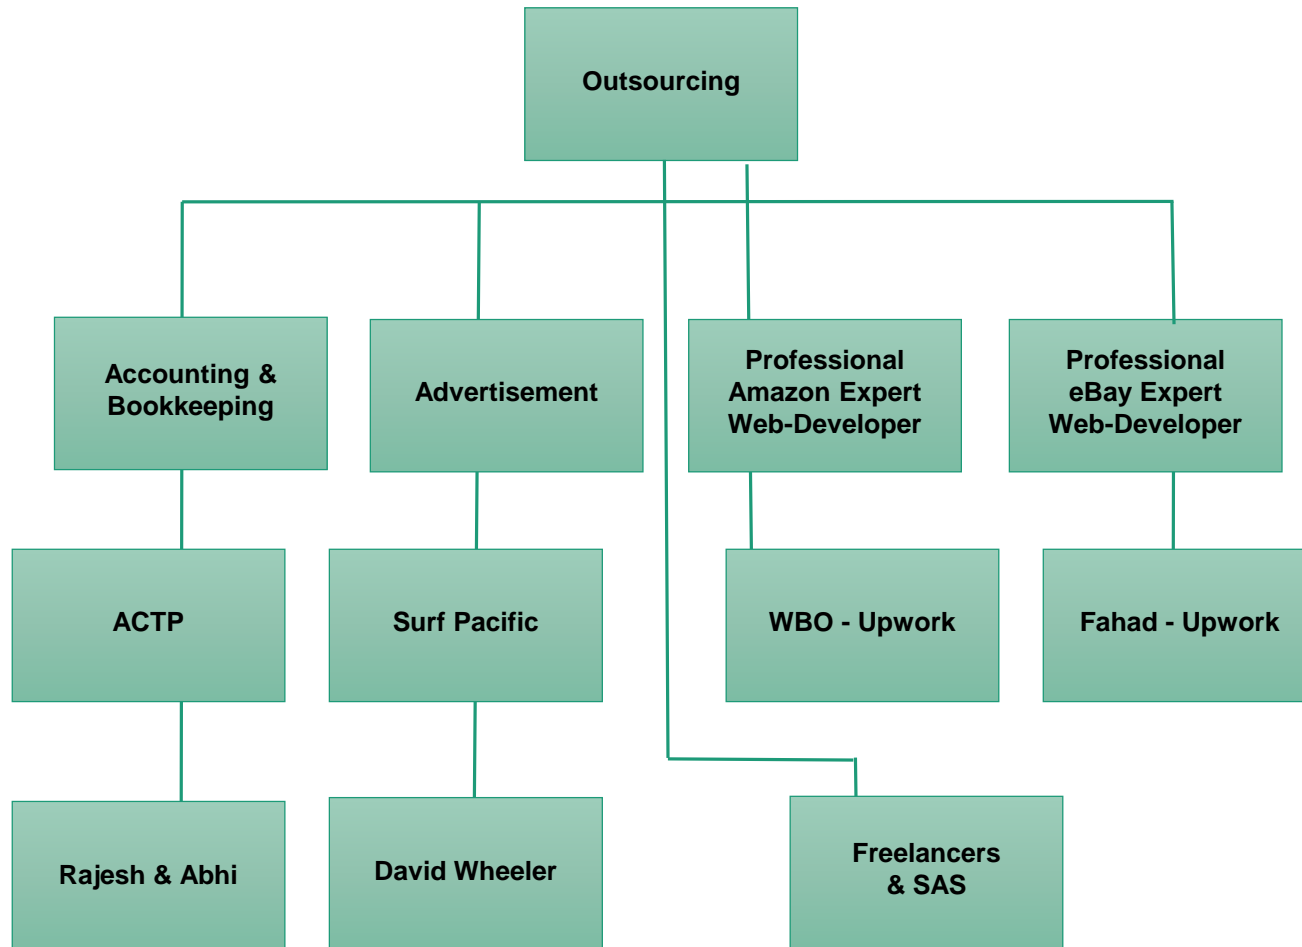 Outsourcing
Accounting &
Bookkeeping
Advertisement
Professional
Amazon Expert
Web-Developer
Professional
eBay Expert
Web-Developer
ACTP
Surf Pacific
WBO - Upwork
Fahad - Upwork
Rajesh & Abhi
David Wheeler
Freelancers
& SAS